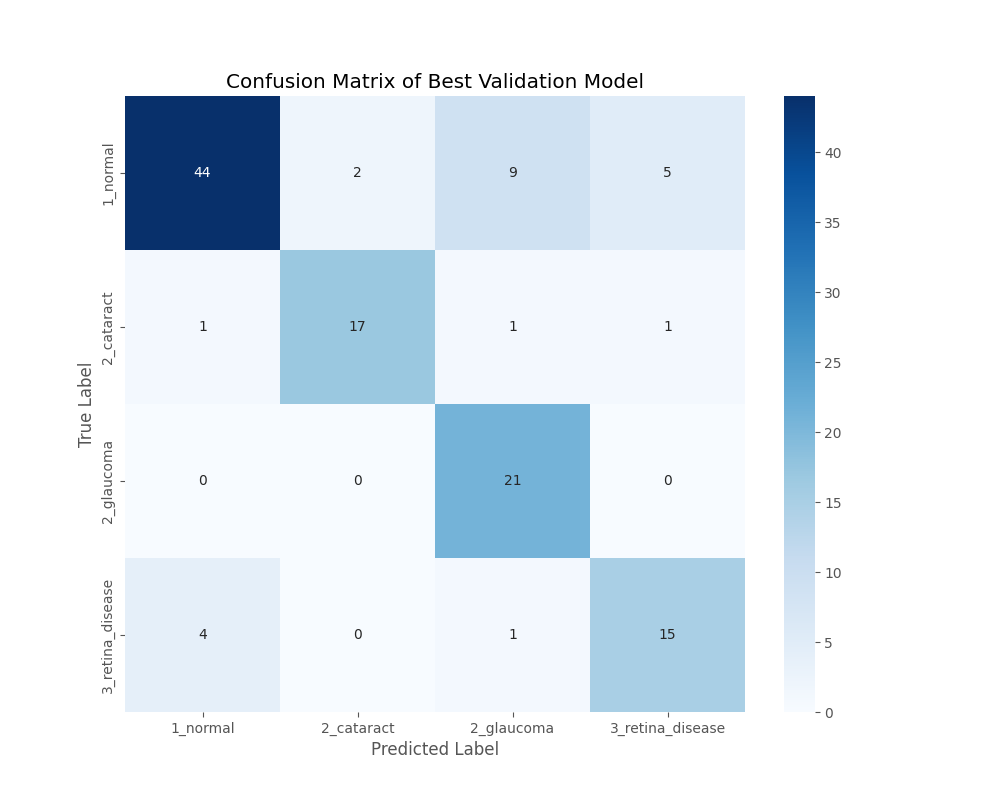 Confusion Matrix of Best Validation Model
True Label
1_normal
44 2 9 5
2_cataract
1 17 1 1
2_glaucoma
0 0 21 0
3_retina_disease
4 0 1 15
1_normal 2_cataract 2_glaucoma 3_retina_disease
Predicted Label
40
35
30
25
20
15
10
5
0